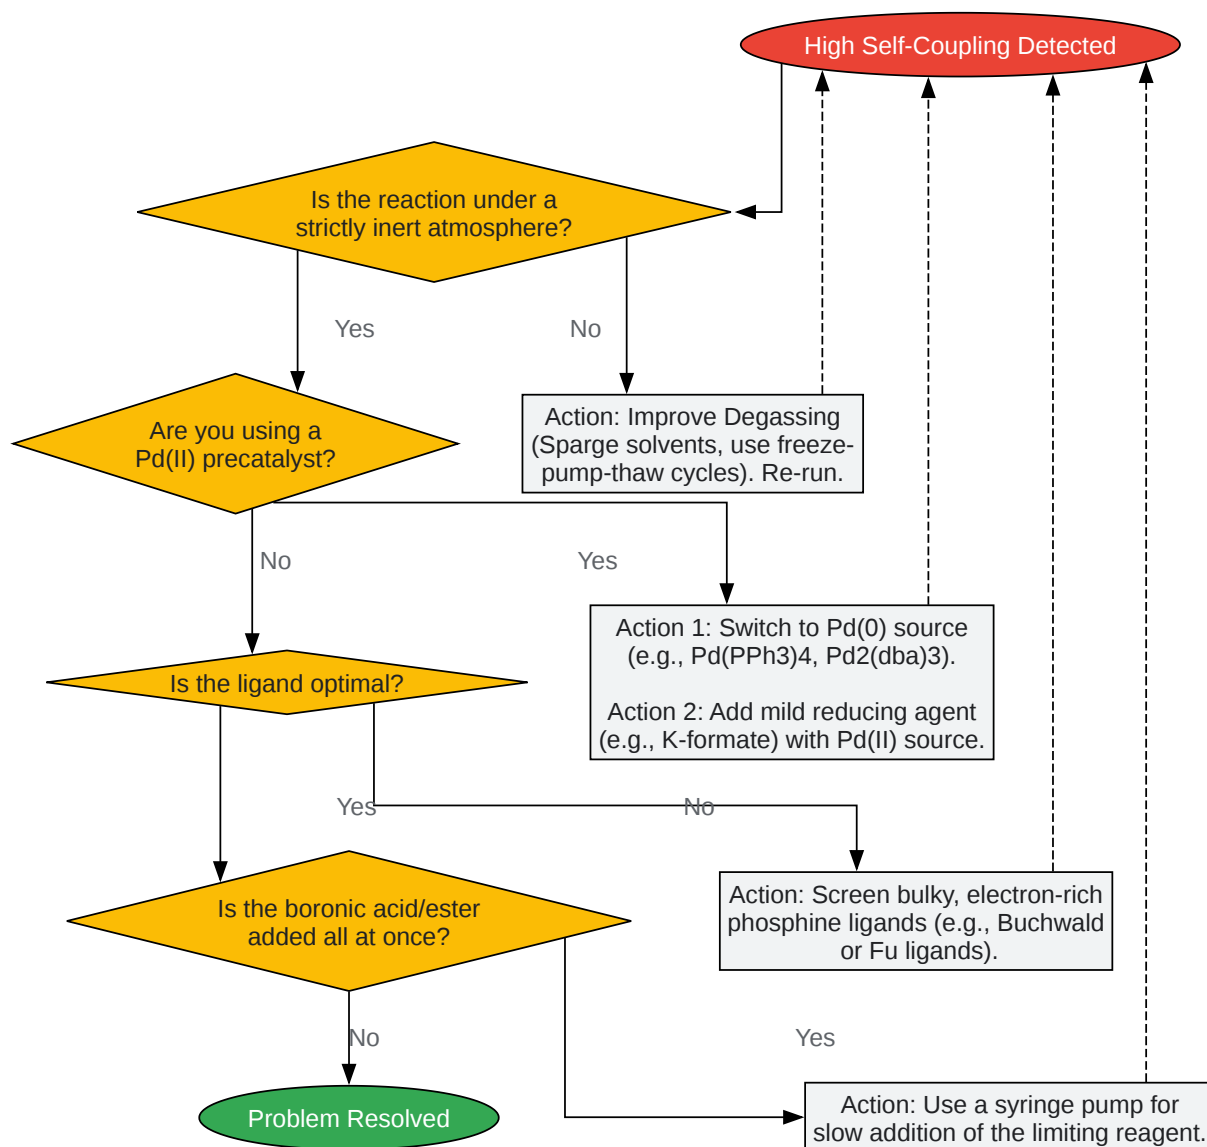 High Self-Coupling Detected
Is the reaction under a
strictly inert atmosphere?
Yes
No
Are you using a
Pd(II) precatalyst?
Action: Improve Degassing
(Sparge solvents, use freeze-
pump-thaw cycles). Re-run.
No
Yes
Action 1: Switch to Pd(0) source
(e.g., Pd(PPh3)4, Pd2(dba)3).
Action 2: Add mild reducing agent
(e.g., K-formate) with Pd(II) source.
Is the ligand optimal?
Yes
No
Action: Screen bulky, electron-rich
phosphine ligands (e.g., Buchwald
or Fu ligands).
Is the boronic acid/ester
added all at once?
No
Yes
Problem Resolved
Action: Use a syringe pump for
slow addition of the limiting reagent.